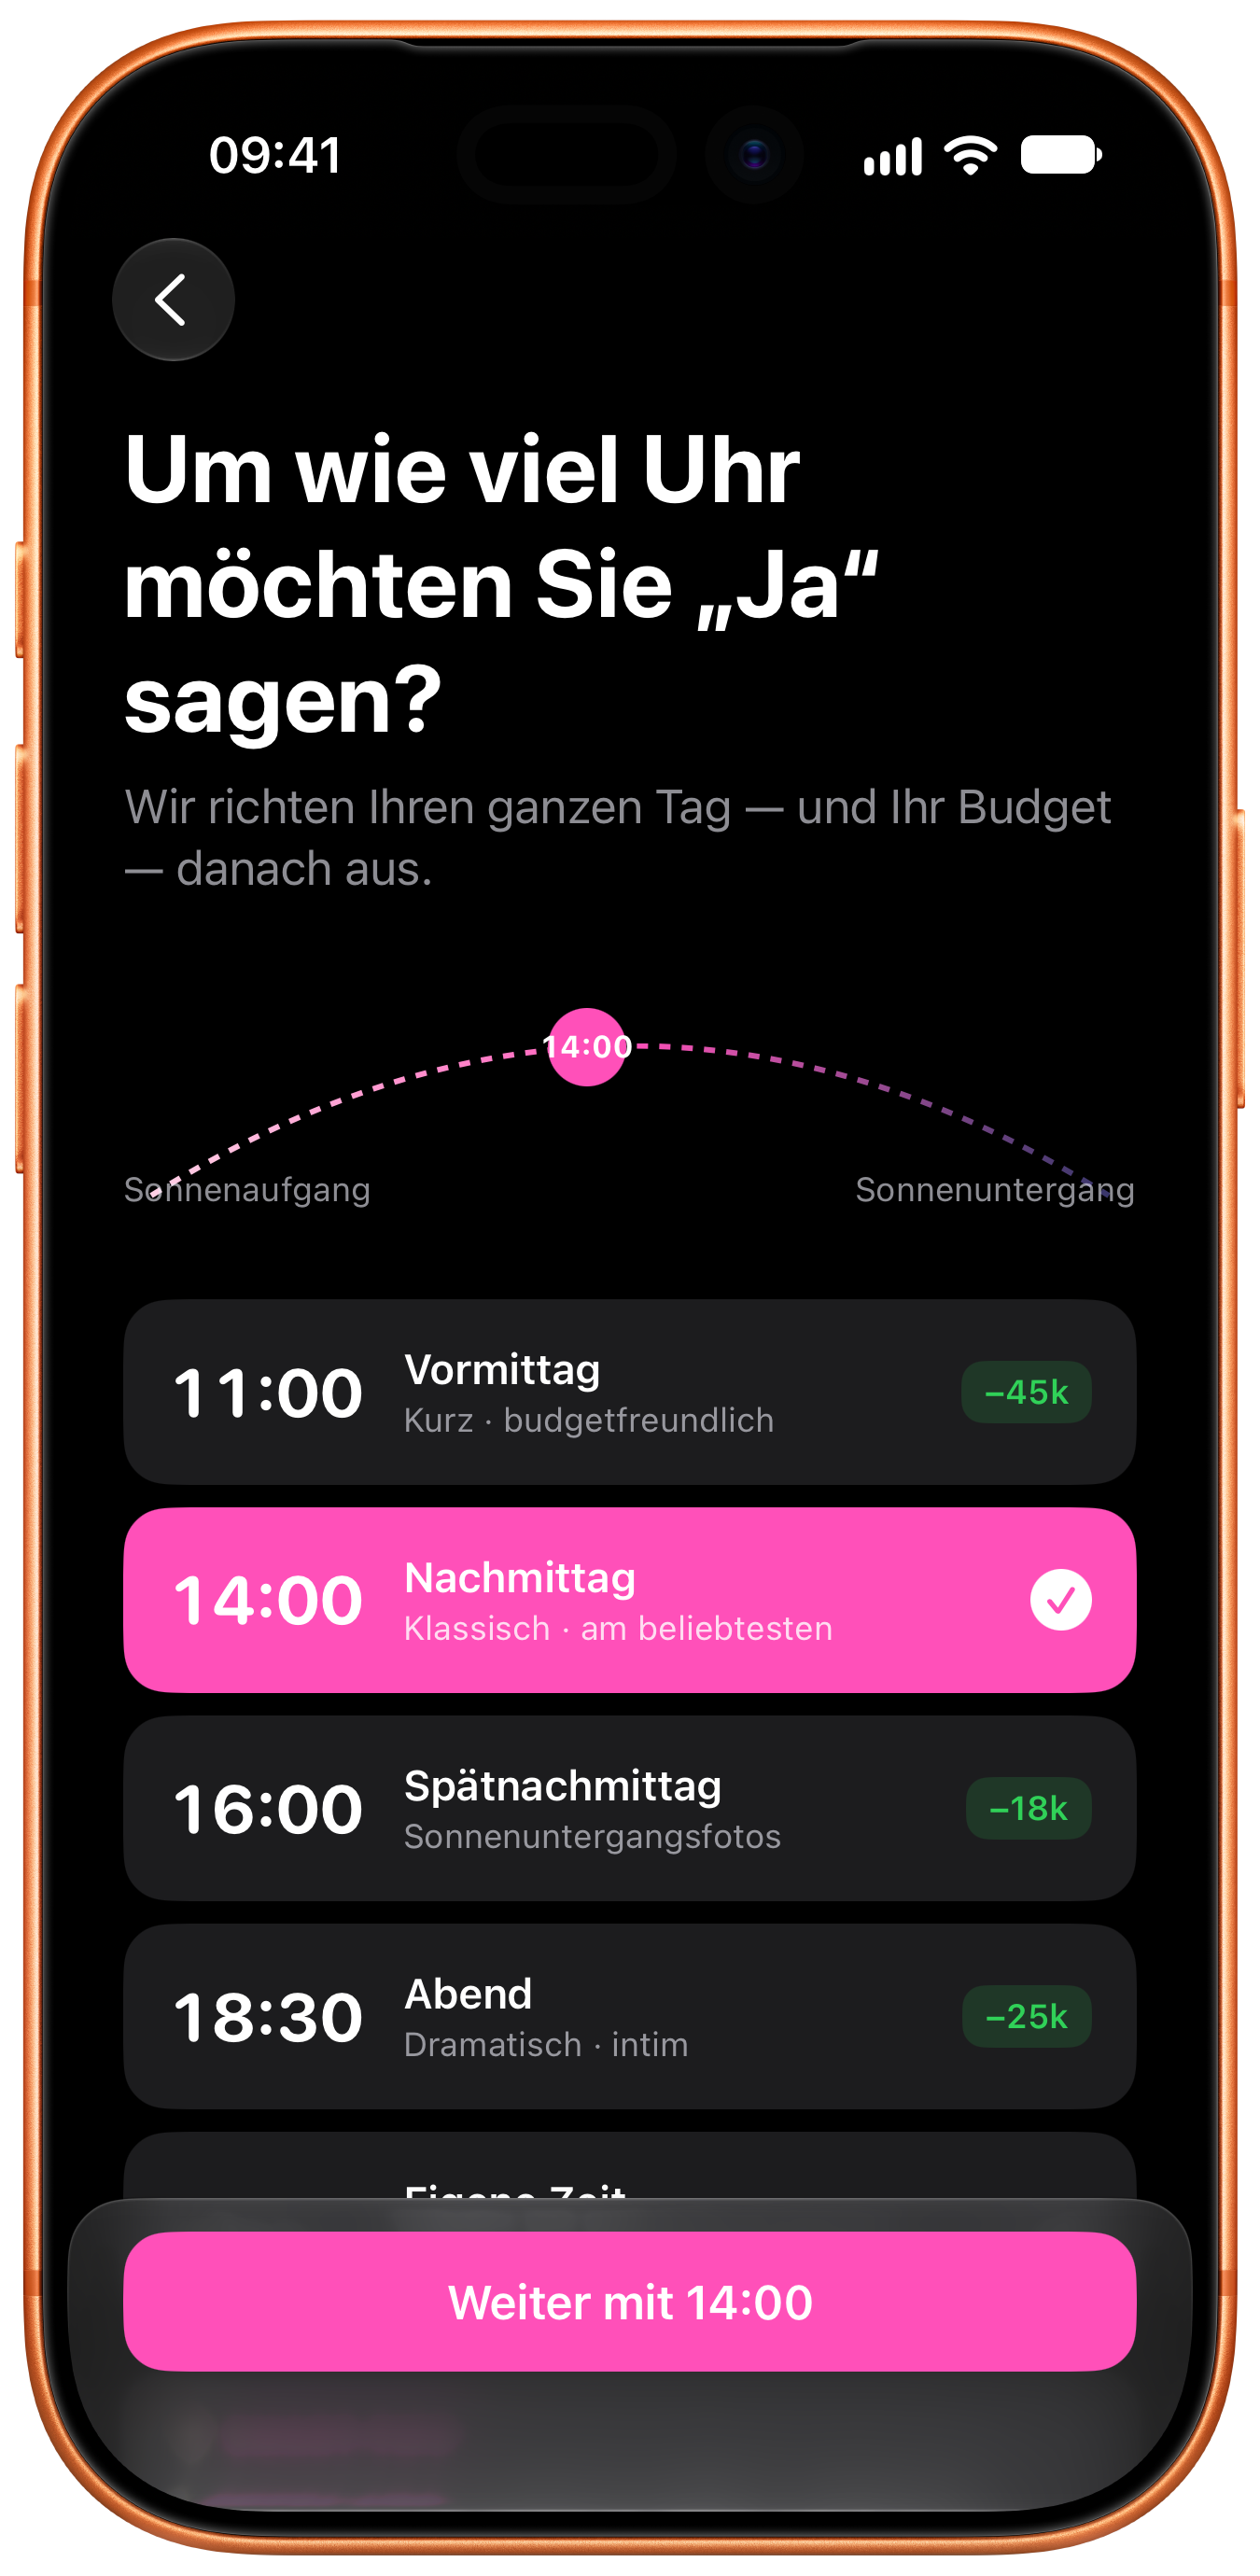 09:41
Um wie viel Uhr
möchten Sie „Ja“
sagen?
Wir richten Ihren ganzen Tag — und Ihr Budget
— danach aus.
14:00
Sonnenaufgang
Sonnenuntergang
11:00
Vormittag
Kurz · budgetfreundlich
–45k
14:00
Nachmittag
Klassisch · am beliebtesten
16:00
Spätnachmittag
Sonnenuntergangsfotos
–18k
18:30
Abend
Dramatisch · intim
–25k
Eigene Zeit
Weiter mit 14:00